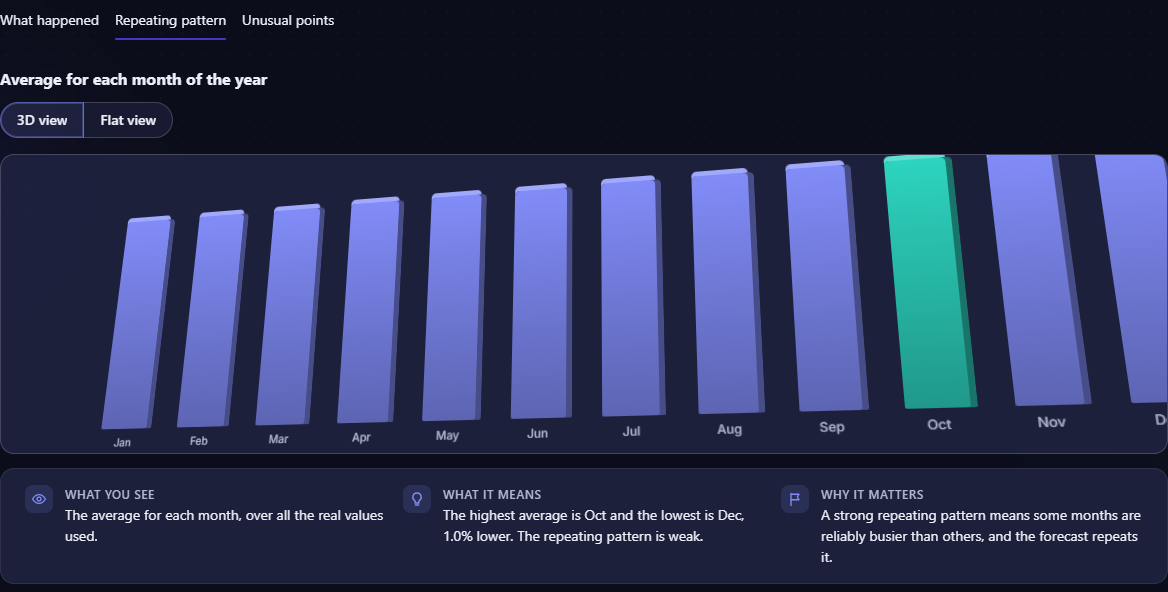 What happened Repeating pattern Unusual points
Average for each month of the year
3D view Flat view
Jan Feb Mar Apr May Jun Jul Aug Sep Oct Nov D
WHAT YOU SEE
The average for each month, over all the real values
used.
WHAT IT MEANS
The highest average is Oct and the lowest is Dec,
1.0% lower. The repeating pattern is weak.
WHY IT MATTERS
A strong repeating pattern means some months are
reliably busier than others, and the forecast repeats
it.